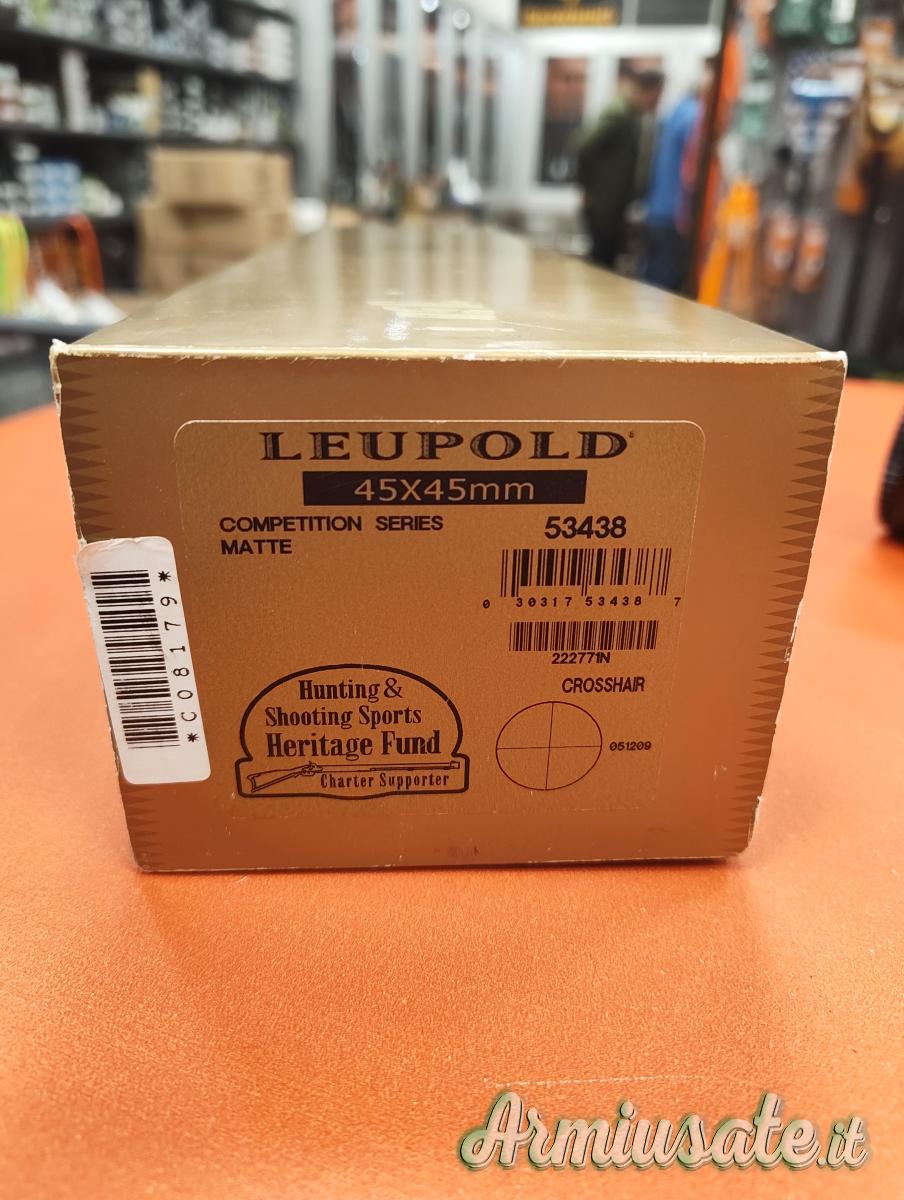 LEUPOLD
45X45mm
COMPETITION SERIES
MATTE
53438
0 30317 53438 7
222771N
CROSSHAIR
051209
Hunting &
Shooting Sports
Heritage Fund
Charter Supporter
*C08179*
Armiusate.it